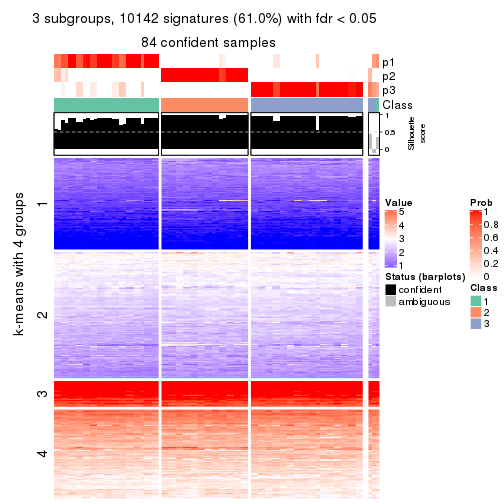 3 subgroups, 10142 signatures (61.0%) with fdr < 0.05
84 confident samples
p1
p2
p3
Class
1
0.5
0
Silhouette
score
k-means with 4 groups
1
2
3
4
Value
5
4
3
2
1
Status (barplots)
confident
ambiguous
Prob
1
0.8
0.6
0.4
0.2
0
Class
1
2
3